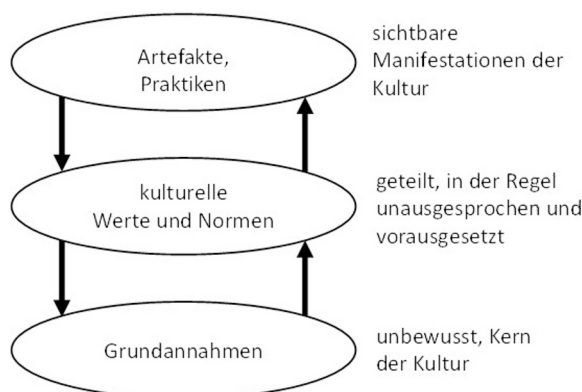 Artefakte,
Praktiken
sichtbare
Manifestationen der
Kultur
kulturelle
Werte und Normen
geteilt, in der Regel
unausgesprochen und
vorausgesetzt
Grundannahmen
unbewusst, Kern
der Kultur